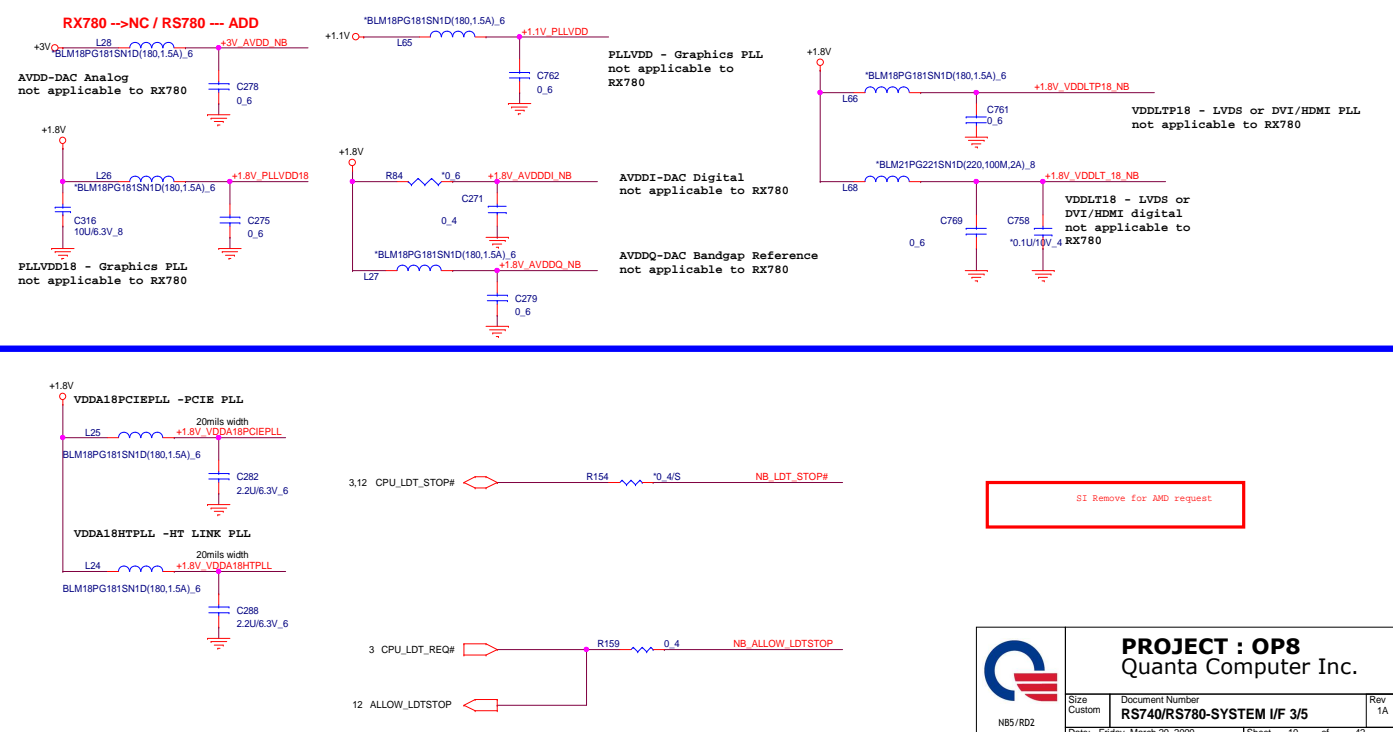 RX780 -->NC / RS780 --- ADD
+3V
L28
+3V_AVDD_NB
*BLM18PG181SN1D(180,1.5A)_6
AVDD-DAC Analog
not applicable to RX780
C278
0_6
*BLM18PG181SN1D(180,1.5A)_6
+1.1V
L65
+1.1V_PLLVDD
PLLVDD - Graphics PLL
not applicable to
RX780
C762
0_6
+1.8V
*BLM18PG181SN1D(180,1.5A)_6
L66
+1.8V_VDDLTP18_NB
C761
0_6
VDDLTP18 - LVDS or DVI/HDMI PLL
not applicable to RX780
+1.8V
L26
+1.8V_PLLVDD18
*BLM18PG181SN1D(180,1.5A)_6
C316
10U/6.3V_8
C275
0_6
PLLVDD18 - Graphics PLL
not applicable to RX780
+1.8V
R84
*0_6
+1.8V_AVDDDI_NB
C271
0_4
AVDDI-DAC Digital
not applicable to RX780
*BLM18PG181SN1D(180,1.5A)_6
L27
+1.8V_AVDDQ_NB
AVDDQ-DAC Bandgap Reference
not applicable to RX780
C279
0_6
*BLM21PG221SN1D(220,100M,2A)_8
L68
+1.8V_VDDLT_18_NB
VDDLT18 - LVDS or
DVI/HDMI digital
not applicable to
RX780
C769
0_6
C758
*0.1U/10V_4
+1.8V
VDDA18PCIEPLL -PCIE PLL
20mils width
L25
+1.8V_VDDA18PCIEPLL
BLM18PG181SN1D(180,1.5A)_6
C282
2.2U/6.3V_6
VDDA18HTPLL -HT LINK PLL
20mils width
L24
+1.8V_VDDA18HTPLL
BLM18PG181SN1D(180,1.5A)_6
C288
2.2U/6.3V_6
3,12 CPU_LDT_STOP#
R154
*0_4/S
NB_LDT_STOP#
SI Remove for AMD request
3 CPU_LDT_REQ#
R159
0_4
NB_ALLOW_LDTSTOP
12 ALLOW_LDTSTOP
NB5/RD2
PROJECT : OP8
Quanta Computer Inc.
Size
Custom
Document Number
RS740/RS780-SYSTEM I/F 3/5
Rev
1A
Date: Friday, March 20, 2009
Sheet 10 of 42